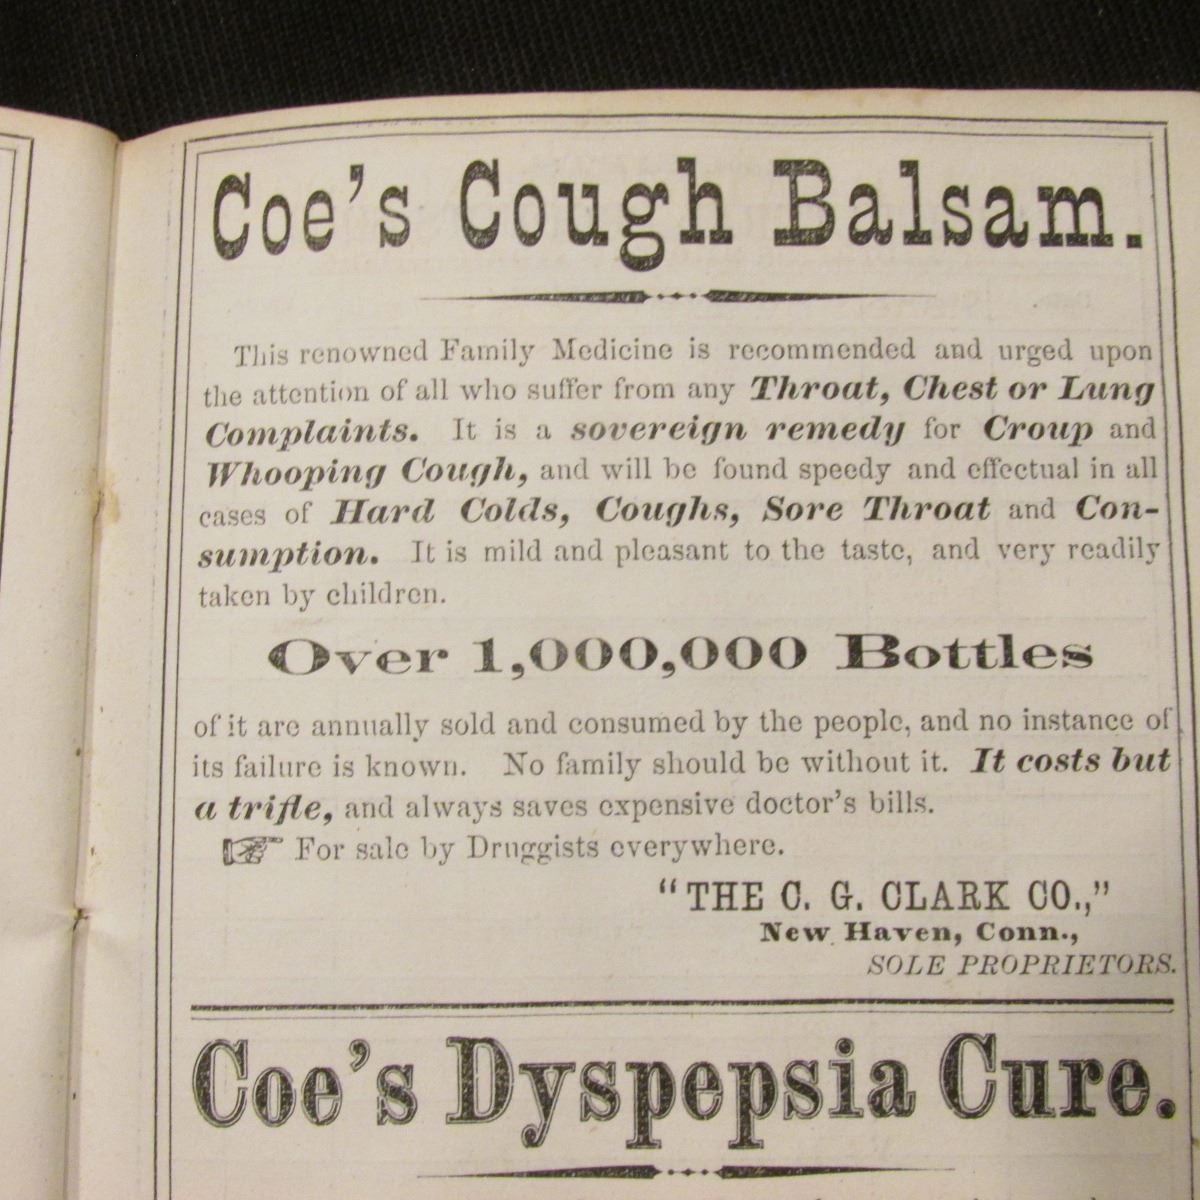 Coe's Cough Balsam.
This renowned Family Medicine is recommended and urged upon
the attention of all who suffer from any Throat, Chest or Lung
Complaints. It is a sovereign remedy for Croup and
Whooping Cough, and will be found speedy and effectual in all
cases of Hard Colds, Coughs, Sore Throat and Con-
sumption. It is mild and pleasant to the taste, and very readily
taken by children.
Over 1,000,000 Bottles
of it are annually sold and consumed by the people, and no instance of
its failure is known. No family should be without it. It costs but
a trifle, and always saves expensive doctor's bills.
☞ For sale by Druggists everywhere.
"THE C. G. CLARK CO.,"
New Haven, Conn.,
SOLE PROPRIETORS.
Coe's Dyspepsia Cure.